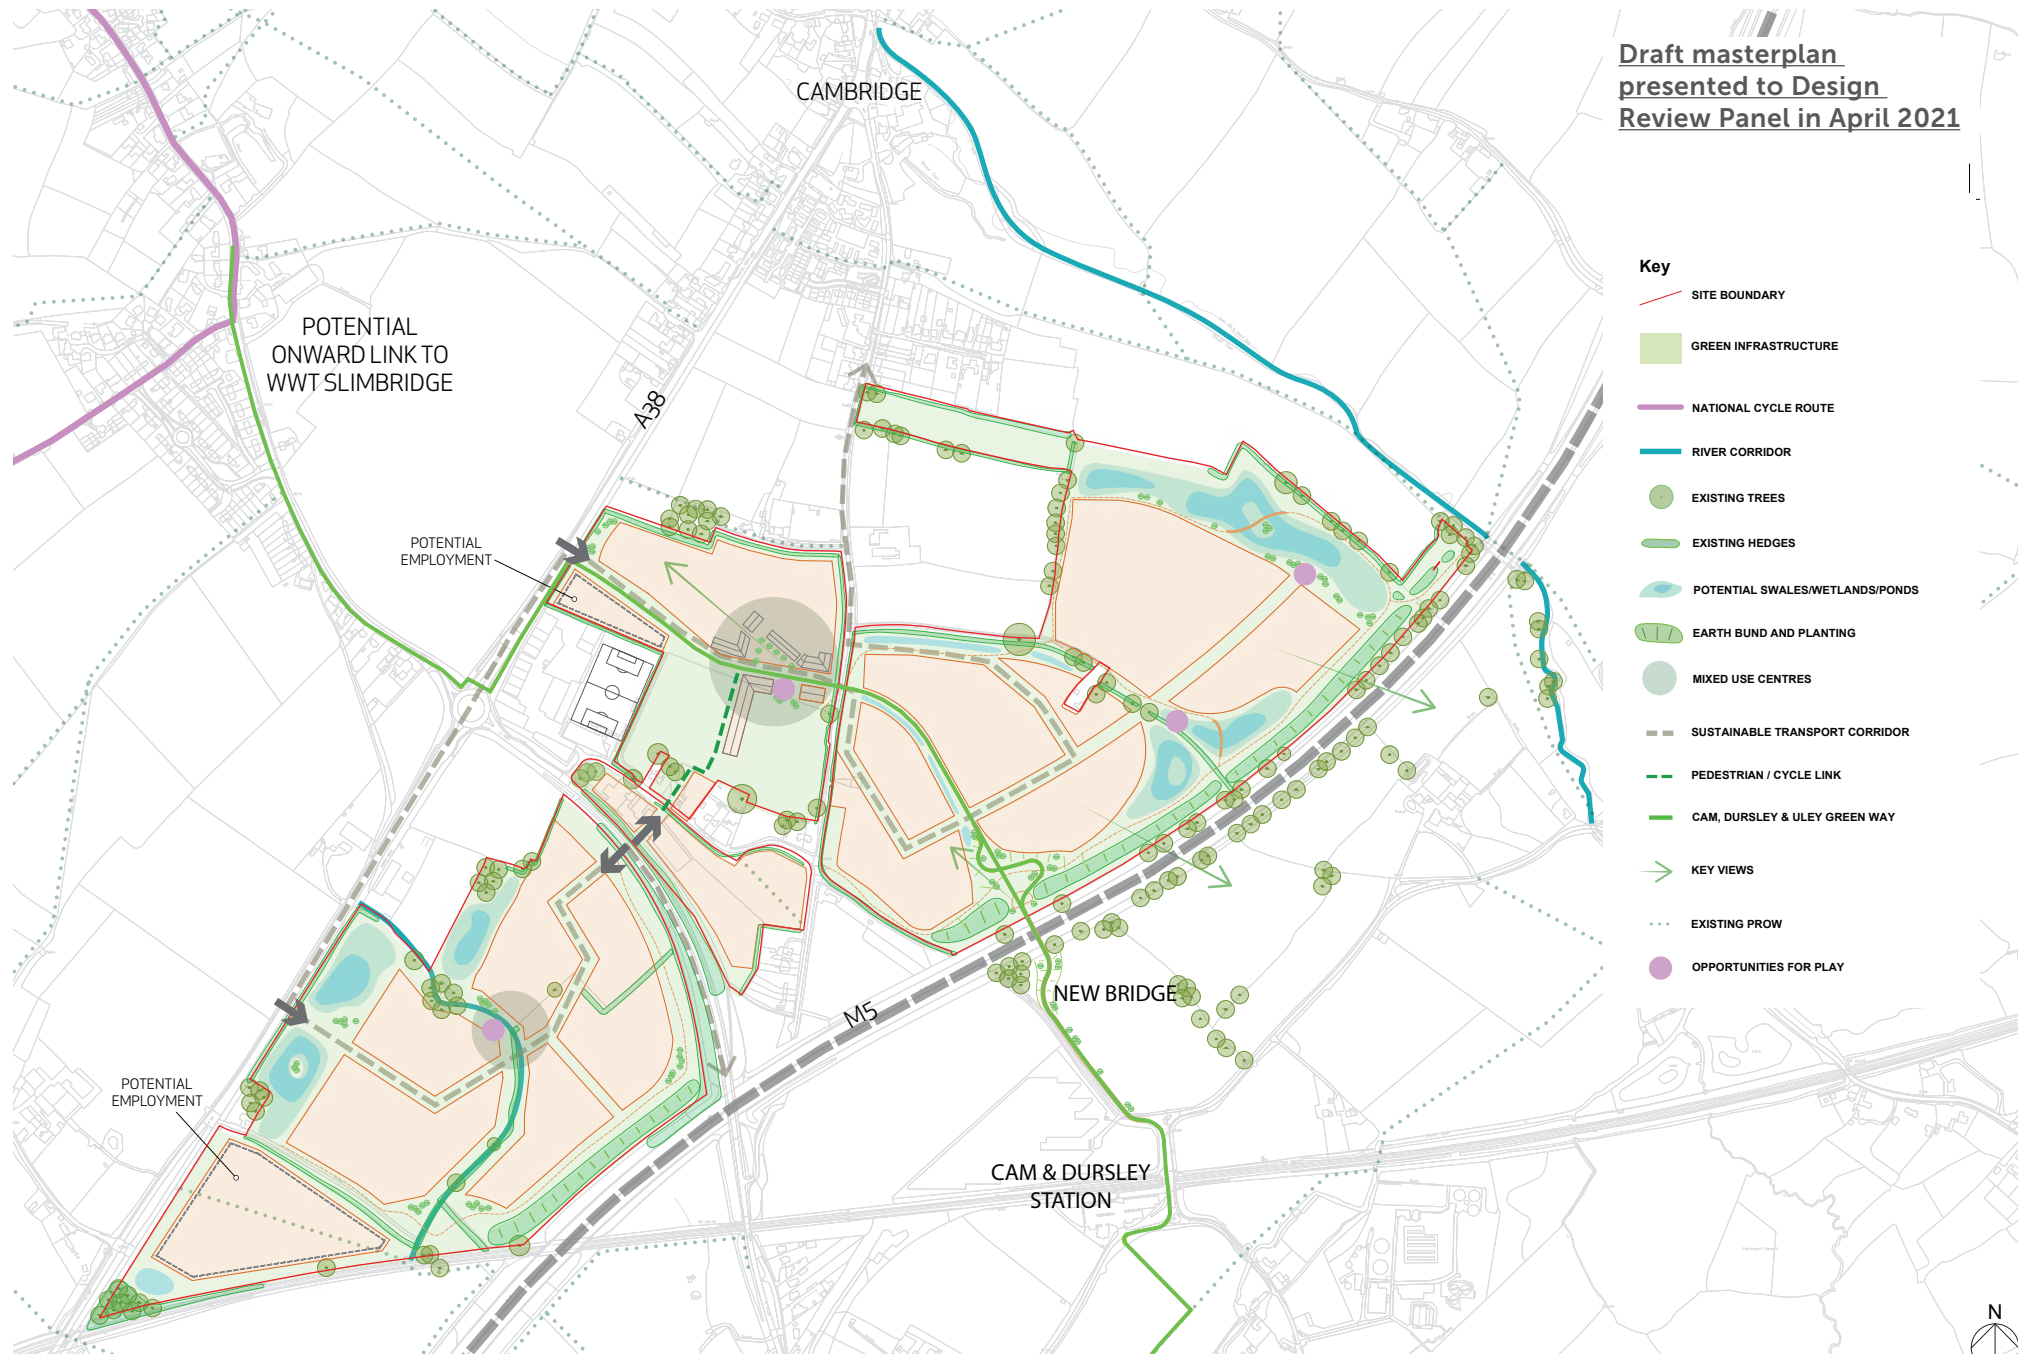 Draft masterplan
presented to Design
Review Panel in April 2021
CAMBRIDGE
POTENTIAL
ONWARD LINK TO
WWT SLIMBRIDGE
A38
POTENTIAL
EMPLOYMENT
NEW BRIDGE
M5
POTENTIAL
EMPLOYMENT
CAM & DURSLEY
STATION
Key
SITE BOUNDARY
GREEN INFRASTRUCTURE
NATIONAL CYCLE ROUTE
RIVER CORRIDOR
EXISTING TREES
EXISTING HEDGES
POTENTIAL SWALES/WETLANDS/PONDS
EARTH BUND AND PLANTING
MIXED USE CENTRES
SUSTAINABLE TRANSPORT CORRIDOR
PEDESTRIAN / CYCLE LINK
CAM, DURSLEY & ULEY GREEN WAY
KEY VIEWS
EXISTING PROW
OPPORTUNITIES FOR PLAY
N